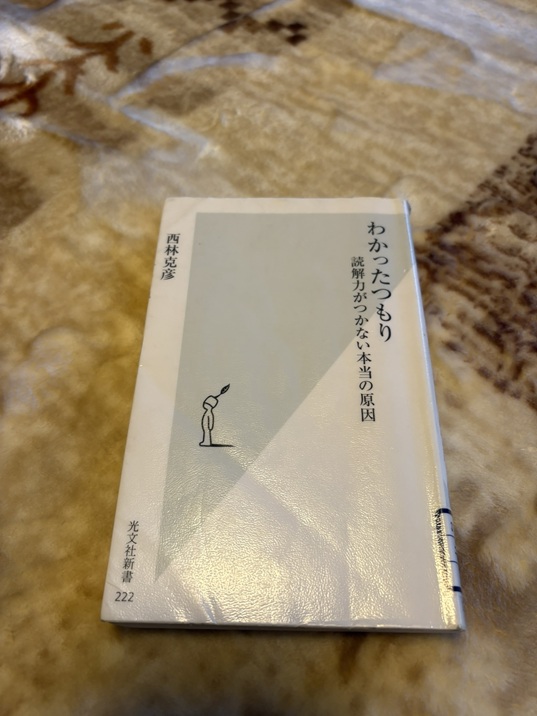 わかったつもり
読解力がつかない本当の原因
西林克彦
光文社新書
222